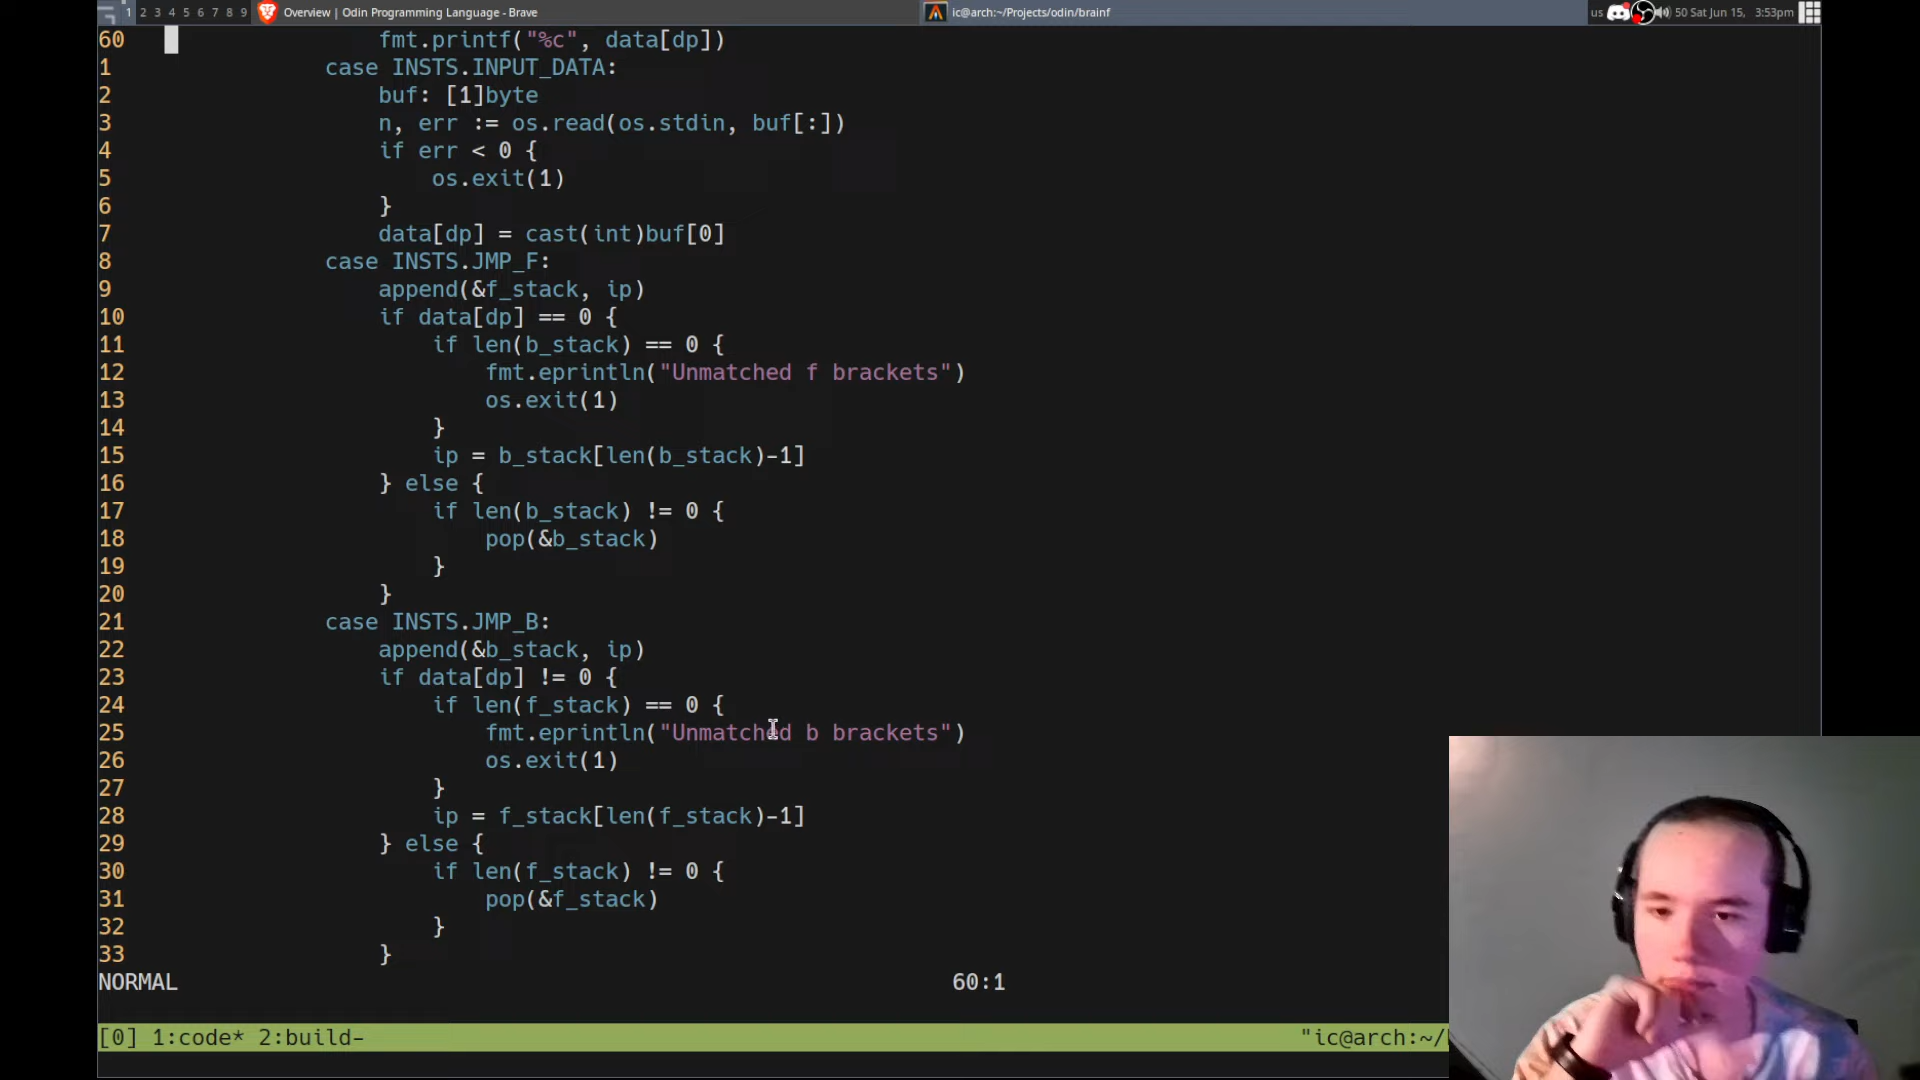 1 2 3 4 5 6 7 8 9 Overview | Odin Programming Language - Brave ic@arch:~/Projects/odin/brainf us 50 Sat Jun 15, 3:53pm
60 fmt.printf("%c", data[dp])
1 case INSTS.INPUT_DATA:
2 buf: [1]byte
3 n, err := os.read(os.stdin, buf[:])
4 if err < 0 {
5 os.exit(1)
6 }
7 data[dp] = cast(int)buf[0]
8 case INSTS.JMP_F:
9 append(&f_stack, ip)
10 if data[dp] == 0 {
11 if len(b_stack) == 0 {
12 fmt.eprintln("Unmatched f brackets")
13 os.exit(1)
14 }
15 ip = b_stack[len(b_stack)-1]
16 } else {
17 if len(b_stack) != 0 {
18 pop(&b_stack)
19 }
20 }
21 case INSTS.JMP_B:
22 append(&b_stack, ip)
23 if data[dp] != 0 {
24 if len(f_stack) == 0 {
25 fmt.eprintln("Unmatched b brackets")
26 os.exit(1)
27 }
28 ip = f_stack[len(f_stack)-1]
29 } else {
30 if len(f_stack) != 0 {
31 pop(&f_stack)
32 }
33 }
NORMAL 60:1
[0] 1:code* 2:build- "ic@arch:~/